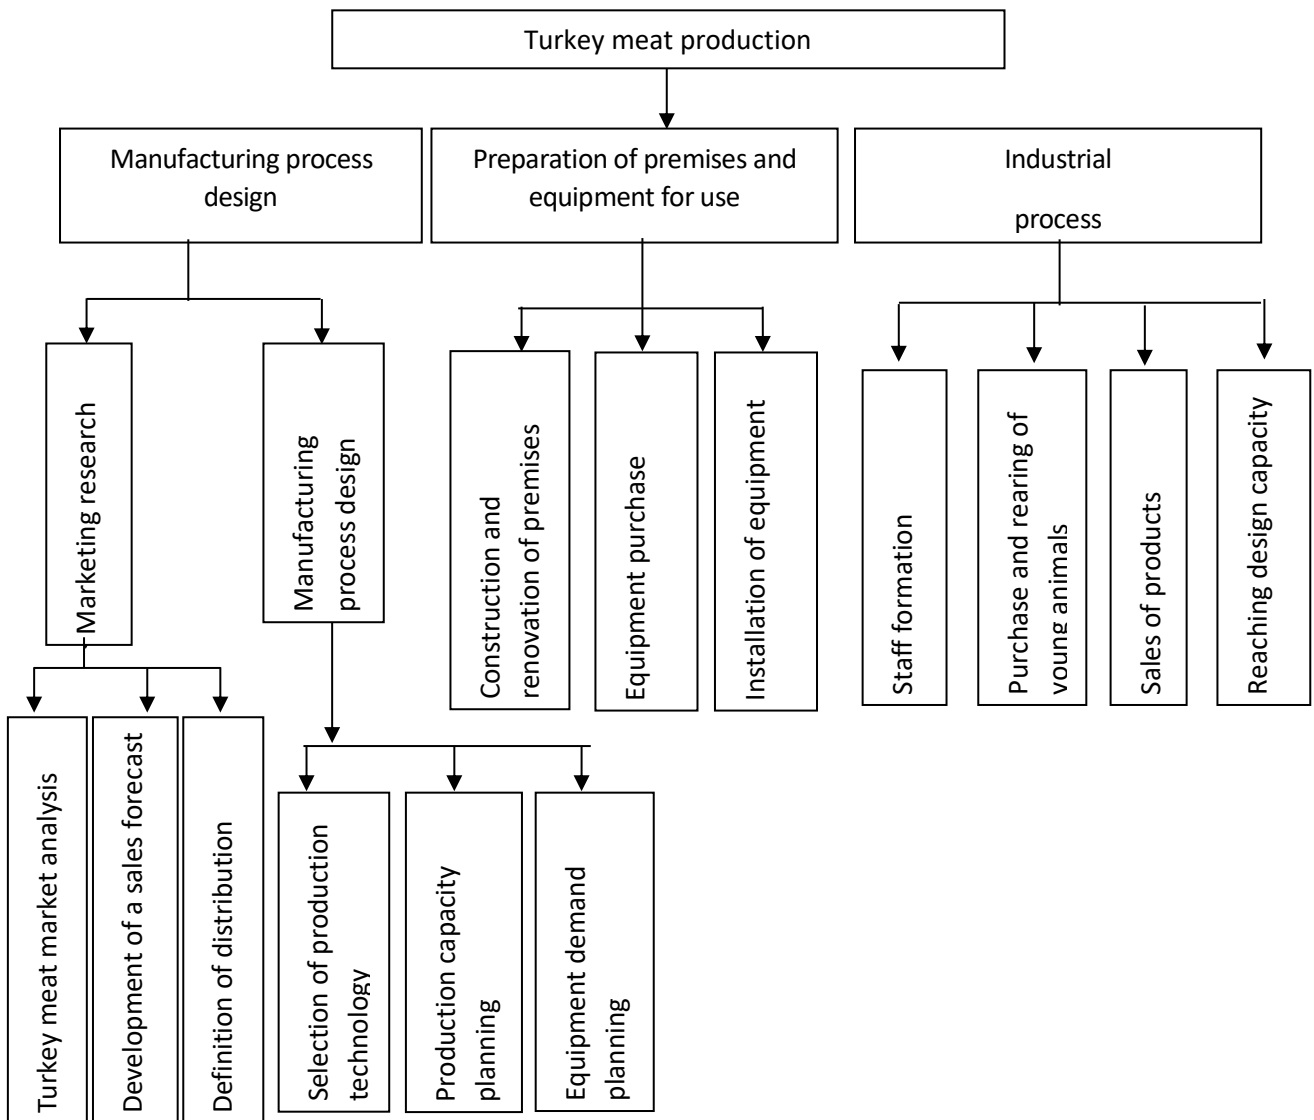 Turkey meat production
Manufacturing process
design
Preparation of premises and
equipment for use
Industrial
process
Marketing research
Manufacturing
process design
Construction and
renovation of premises
Equipment purchase
Installation of equipment
Staff formation
Purchase and rearing of
young animals
Sales of products
Reaching design capacity
Turkey meat market analysis
Development of a sales forecast
Definition of distribution
Selection of production
technology
Production capacity
planning
Equipment demand
planning